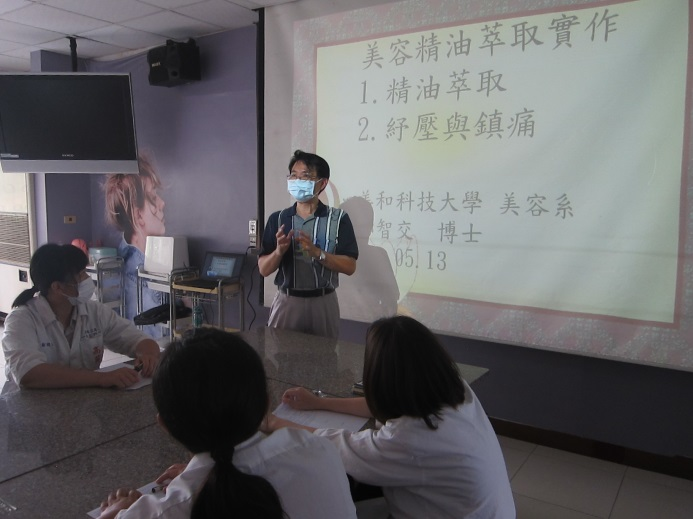 美容精油萃取實作
1.精油萃取
2.紓壓與鎮痛
美和科技大學 美容系
智交 博士
05.13